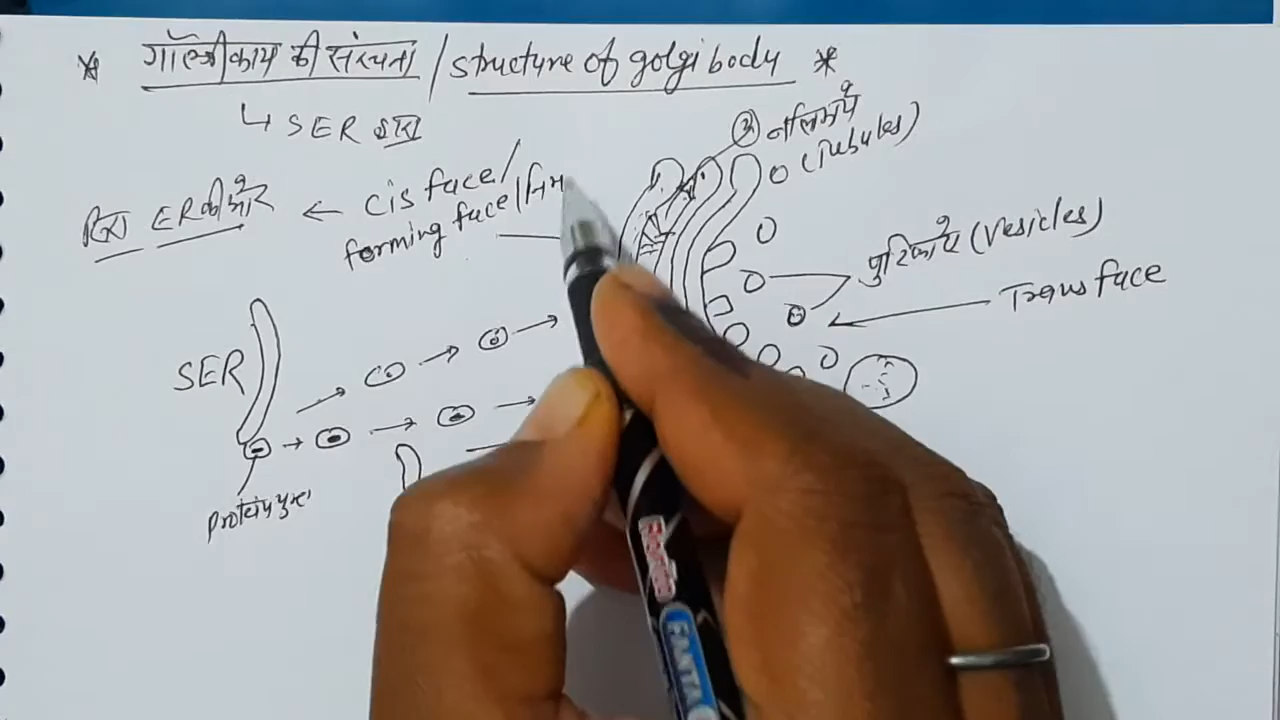 * गॉल्जीकाय की संरचना / structure of golgi body *
↳ SER द्वारा
③ नलिकाएँ
(Tubules)
ER की ओर ← cis face /
forming face / निम
पुटिकाएँ (Vesicles)
Trans face
SER
प्रोटीन युक्त
FANTA